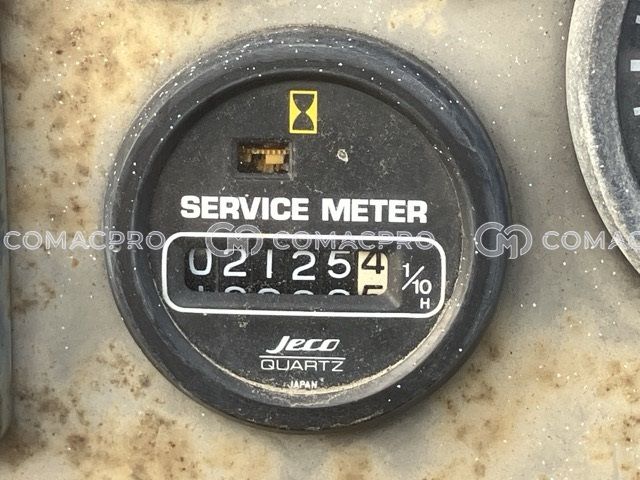 SERVICE METER
COMACPRO COMACPRO COMACPRO
021254 1/10
H
Jeco
QUARTZ
JAPAN